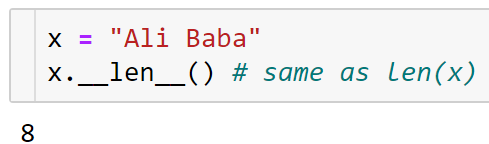 x = "Ali Baba"
x.__len__() # same as len(x)
8